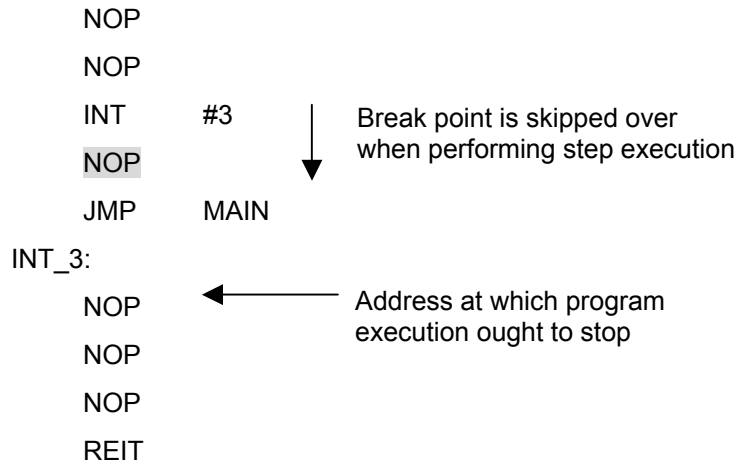 NOP
NOP
INT #3
Break point is skipped over
when performing step execution
NOP
JMP MAIN
INT_3:
NOP
Address at which program
execution ought to stop
NOP
NOP
REIT